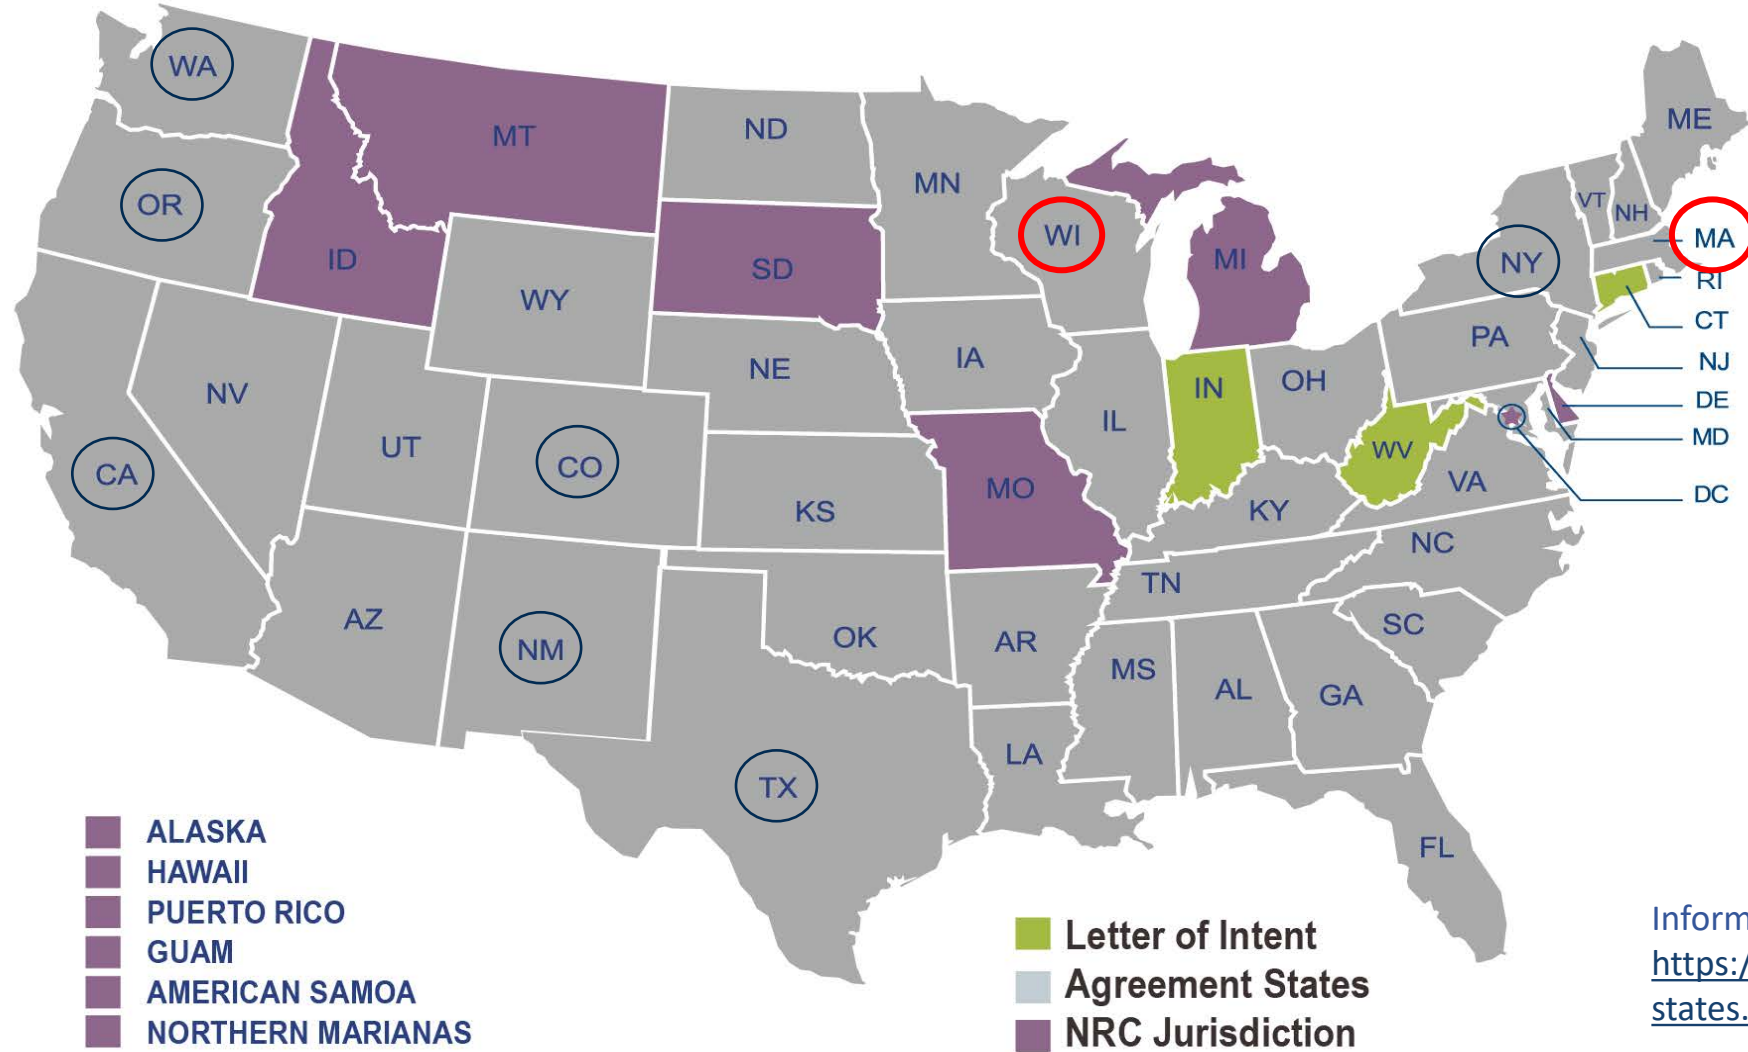 WA
MT
ND
MN
ME
OR
ID
SD
WI
MI
VT
NH
MA
NY
RI
WY
CT
NE
IA
IN
OH
PA
NJ
NV
UT
CO
IL
WV
DE
MD
CA
KS
MO
KY
VA
DC
AZ
NM
OK
AR
TN
NC
SC
MS
AL
GA
TX
LA
FL
ALASKA
HAWAII
PUERTO RICO
GUAM
AMERICAN SAMOA
NORTHERN MARIANAS
Letter of Intent
Agreement States
NRC Jurisdiction
Inform
https:/
states.